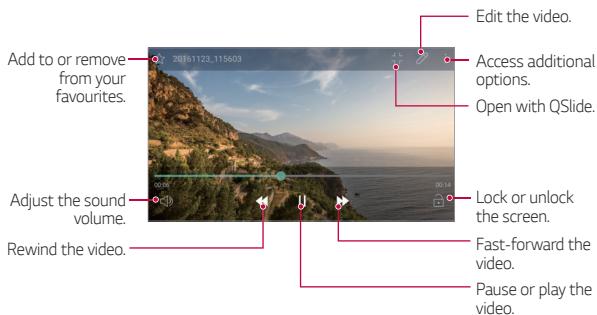 Edit the video.
Add to or remove
from your
favourites.
20161123_115603
Access additional
options.
Open with QSlide.
00:06
00:14
Adjust the sound
volume.
Lock or unlock
the screen.
Rewind the video.
Fast-forward the
video.
Pause or play the
video.